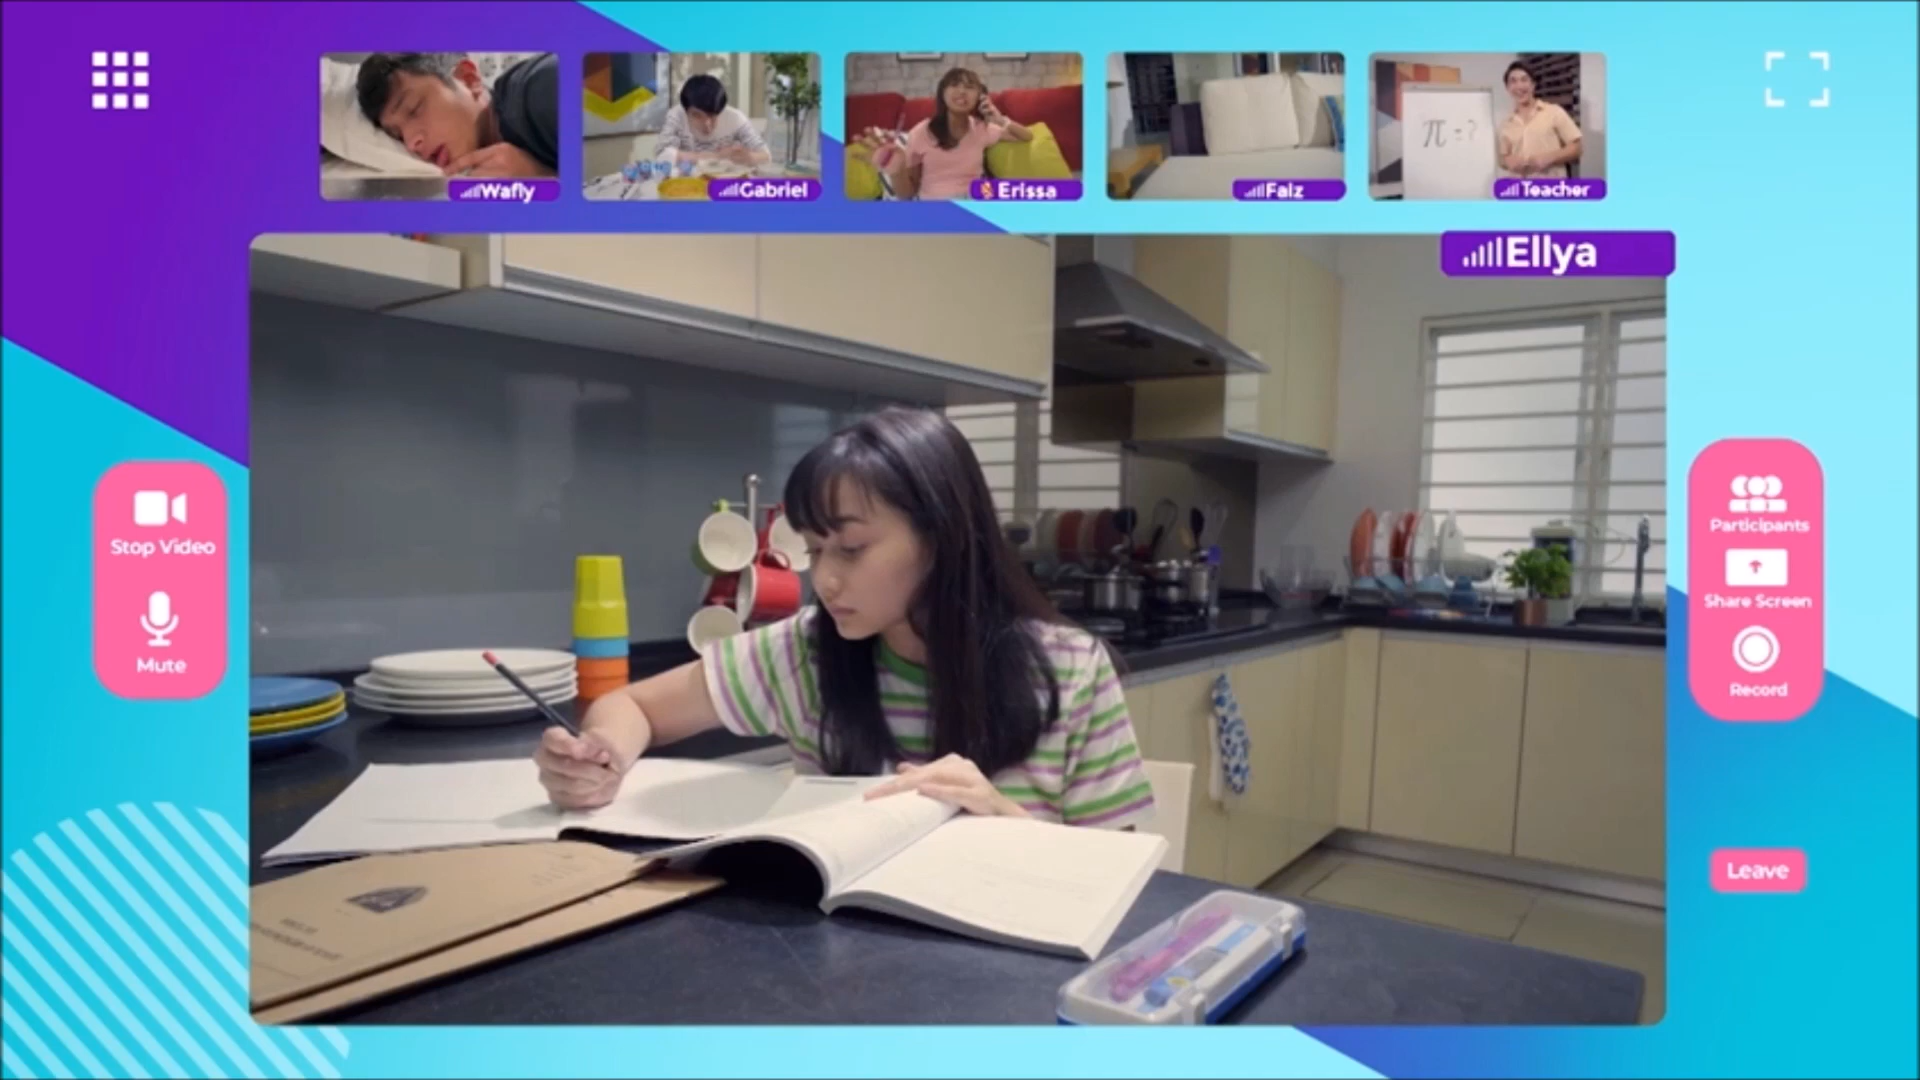 Wafly
Gabriel
Erissa
Faiz
π = ?
Teacher
Ellya
Stop Video
Mute
Participants
Share Screen
Record
Leave